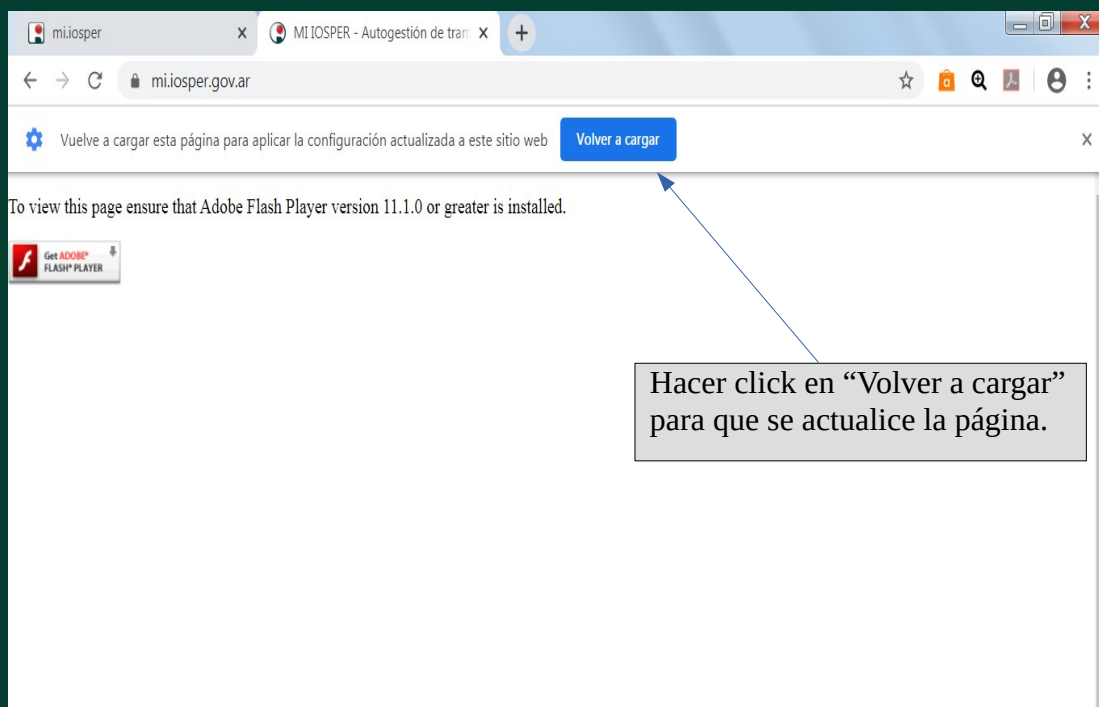 mi.iosper
MI IOSPER - Autogestión de tram
mi.iosper.gov.ar
Vuelve a cargar esta página para aplicar la configuración actualizada a este sitio web
Volver a cargar
To view this page ensure that Adobe Flash Player version 11.1.0 or greater is installed.
Get ADOBE®
FLASH® PLAYER
Hacer click en “Volver a cargar”
para que se actualice la página.